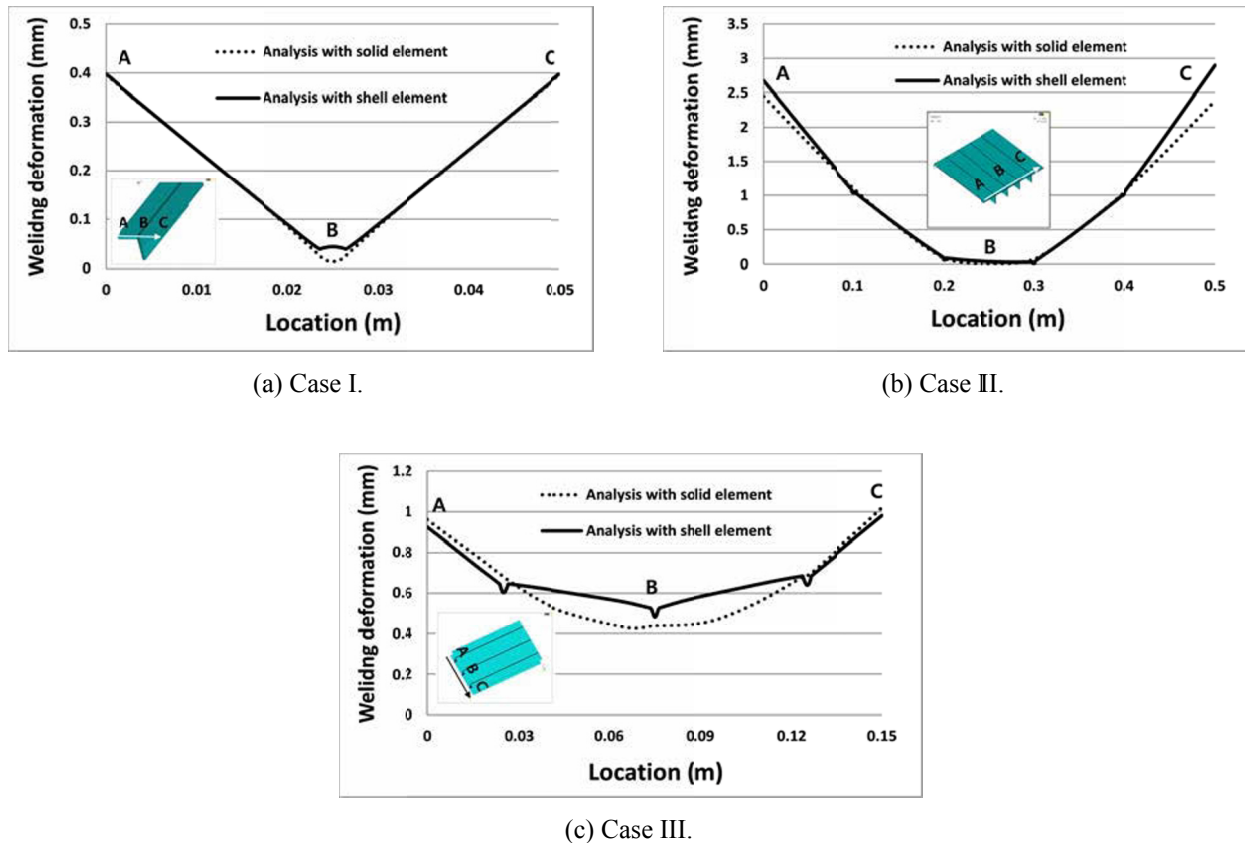 0.5
0.4
0.3
0.2
0.1
0
Welidng deformation (mm)
A
C
B
Analysis with solid element
Analysis with shell element
A B C
0 0.01 0.02 0.03 0.04 0.05
Location (m)
(a) Case I.
3.5
3
2.5
2
1.5
1
0.5
0
Welidng deformation (mm)
A
C
B
Analysis with solid element
Analysis with shell element
A B C
0 0.1 0.2 0.3 0.4 0.5
Location (m)
(b) Case II.
1.2
1
0.8
0.6
0.4
0.2
0
Welidng deformation (mm)
A
C
B
Analysis with solid element
Analysis with shell element
A B C
0 0.03 0.06 0.09 0.12 0.15
Location (m)
(c) Case III.